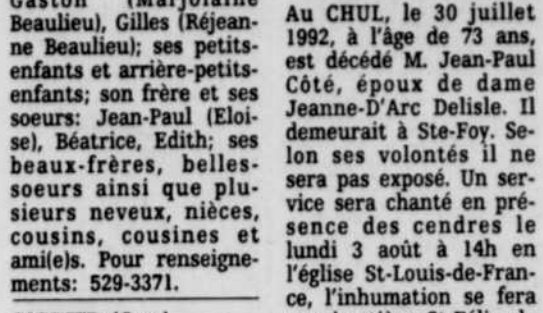 Gaston (Marjolaine
Beaulieu), Gilles (Réjean-
ne Beaulieu); ses petits-
enfants et arrière-petits-
enfants; son frère et ses
soeurs: Jean-Paul (Eloi-
se), Béatrice, Edith; ses
beaux-frères, belles-
soeurs ainsi que plu-
sieurs neveux, nièces,
cousins, cousines et
ami(e)s. Pour renseigne-
ments: 529-3371.
Au CHUL, le 30 juillet
1992, à l'âge de 73 ans,
est décédé M. Jean-Paul
Côté, époux de dame
Jeanne-D'Arc Delisle. Il
demeurait à Ste-Foy. Se-
lon ses volontés il ne
sera pas exposé. Un ser-
vice sera chanté en pré-
sence des cendres le
lundi 3 août à 14h en
l'église St-Louis-de-Fran-
ce, l'inhumation se fera